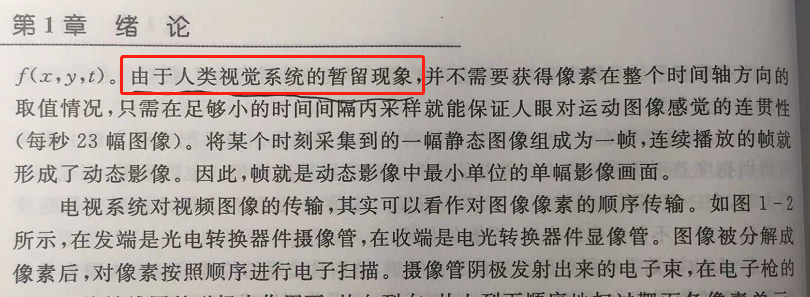 第1章 绪 论
f(x,y,t)。由于人类视觉系统的暂留现象,并不需要获得像素在整个时间轴方向的
取值情况,只需在足够小的时间间隔内采样就能保证人眼对运动图像感觉的连贯性
(每秒 23 幅图像)。将某个时刻采集到的一幅静态图像组成为一帧,连续播放的帧就
形成了动态影像。因此,帧就是动态影像中最小单位的单幅影像画面。
电视系统对视频图像的传输,其实可以看作对图像像素的顺序传输。如图 1-2
所示,在发端是光电转换器件摄像管,在收端是电光转换器件显像管。图像被分解成
像素后,对像素按照顺序进行电子扫描。摄像管阴极发射出来的电子束,在电子枪的